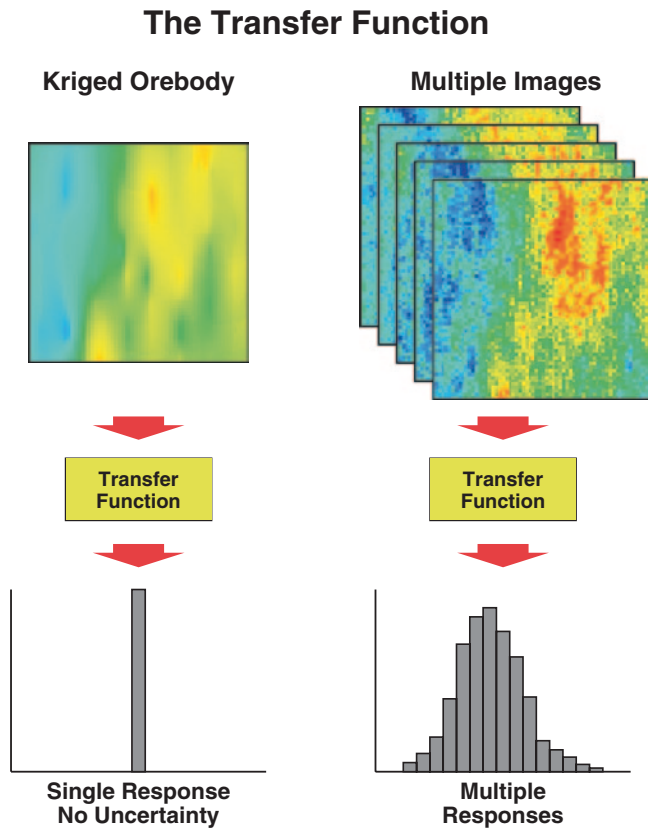 The Transfer Function
Kriged Orebody
Multiple Images
Transfer
Function
Transfer
Function
Single Response
No Uncertainty
Multiple
Responses